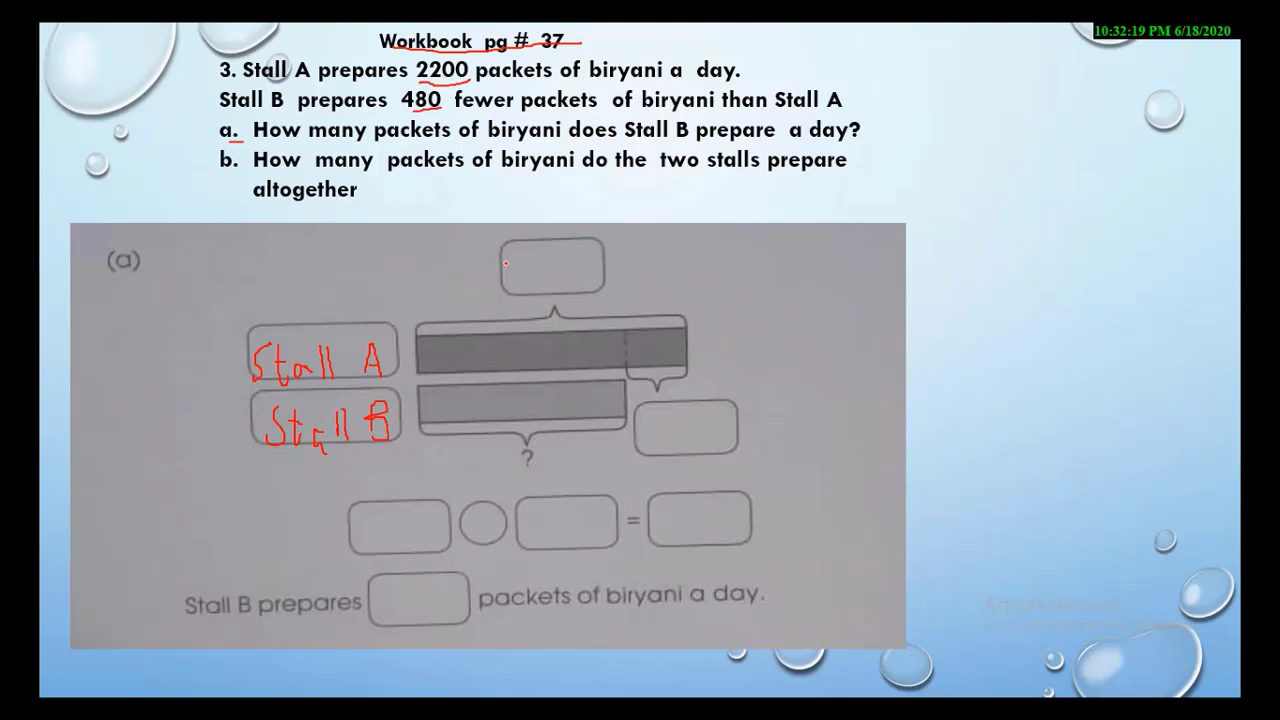 10:32:19 PM 6/18/2020
Workbook pg # 37
3. Stall A prepares 2200 packets of biryani a day.
Stall B prepares 480 fewer packets of biryani than Stall A
a. How many packets of biryani does Stall B prepare a day?
b. How many packets of biryani do the two stalls prepare
altogether
(a)
Stall A
Stall B
?
=
Stall B prepares packets of biryani a day.